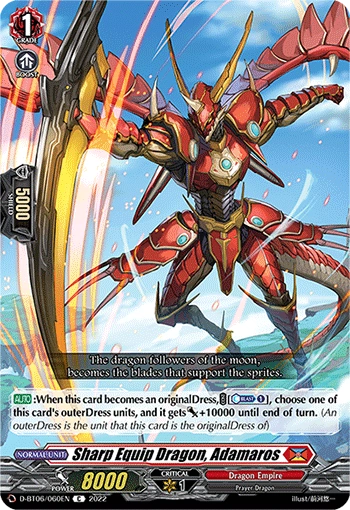 1
GRADE
BOOST
5000
SHIELD
The dragon followers of the moon,
becomes the blades that support the sprites.
AUTO:When this card becomes an originalDress, [BLAST 1], choose one of
this card's outerDress units, and it gets +10000 until end of turn. (An
outerDress is the unit that this card is the originalDress of)
NORMAL UNIT Sharp Equip Dragon, Adamaros
POWER 8000 CRITICAL 1 Dragon Empire
Prayer Dragon
D-BT06/060EN C 2022 illust/前河悠一